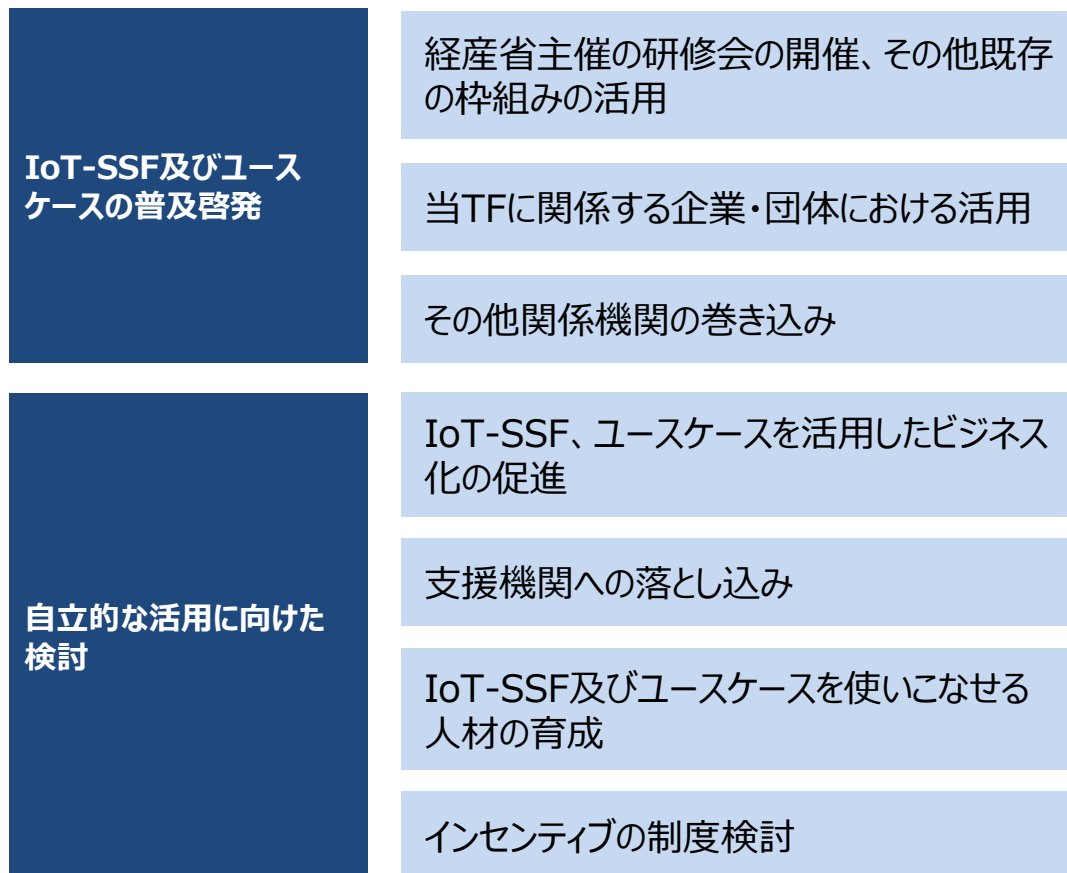 IoT-SSF及びユース
ケースの普及啓発
経産省主催の研修会の開催、その他既存
の枠組みの活用
当TFに関係する企業・団体における活用
その他関係機関の巻き込み
自立的な活用に向けた
検討
IoT-SSF、ユースケースを活用したビジネス
化の促進
支援機関への落とし込み
IoT-SSF及びユースケースを使いこなせる
人材の育成
インセンティブの制度検討